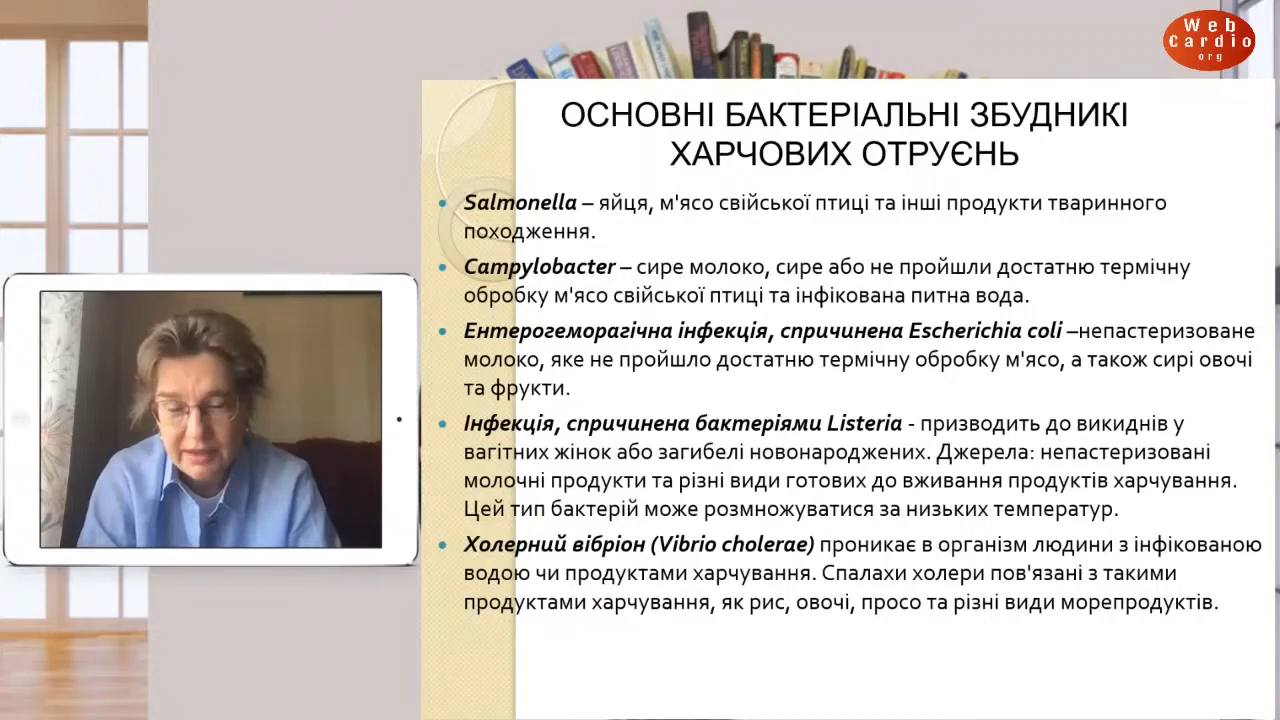 Web
Cardio
org
ОСНОВНІ БАКТЕРІАЛЬНІ ЗБУДНИКІ
ХАРЧОВИХ ОТРУЄНЬ
Salmonella – яйця, м'ясо свійської птиці та інші продукти тваринного
походження.
Campylobacter – сире молоко, сире або не пройшли достатню термічну
обробку м'ясо свійської птиці та інфікована питна вода.
Ентерогеморагічна інфекція, спричинена Escherichia coli –непастеризоване
молоко, яке не пройшло достатню термічну обробку м'ясо, а також сирі овочі
та фрукти.
Інфекція, спричинена бактеріями Listeria - призводить до викиднів у
вагітних жінок або загибелі новонароджених. Джерела: непастеризовані
молочні продукти та різні види готових до вживання продуктів харчування.
Цей тип бактерій може розмножуватися за низьких температур.
Холерний вібріон (Vibrio cholerae) проникає в організм людини з інфікованою
водою чи продуктами харчування. Спалахи холери пов'язані з такими
продуктами харчування, як рис, овочі, просо та різні види морепродуктів.